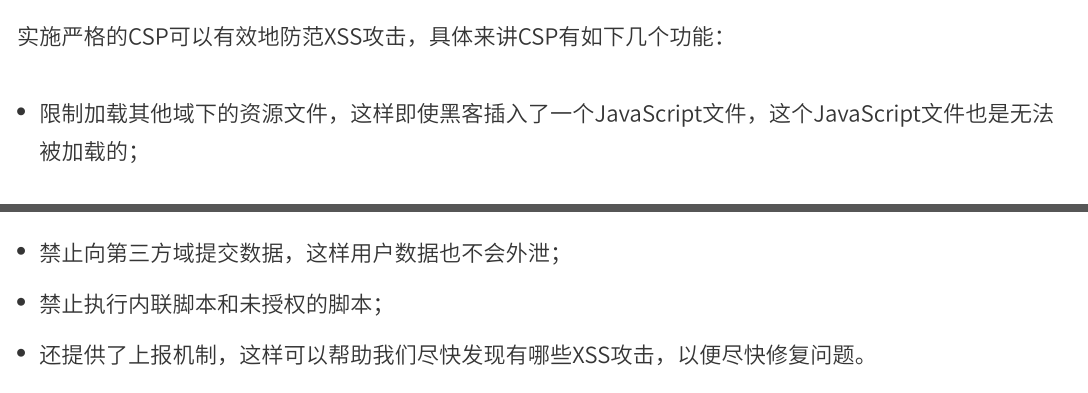 实施严格的CSP可以有效地防范XSS攻击，具体来讲CSP有如下几个功能：
• 限制加载其他域下的资源文件，这样即使黑客插入了一个JavaScript文件，这个JavaScript文件也是无法
被加载的；
• 禁止向第三方域提交数据，这样用户数据也不会外泄；
• 禁止执行内联脚本和未授权的脚本；
• 还提供了上报机制，这样可以帮助我们尽快发现有哪些XSS攻击，以便尽快修复问题。